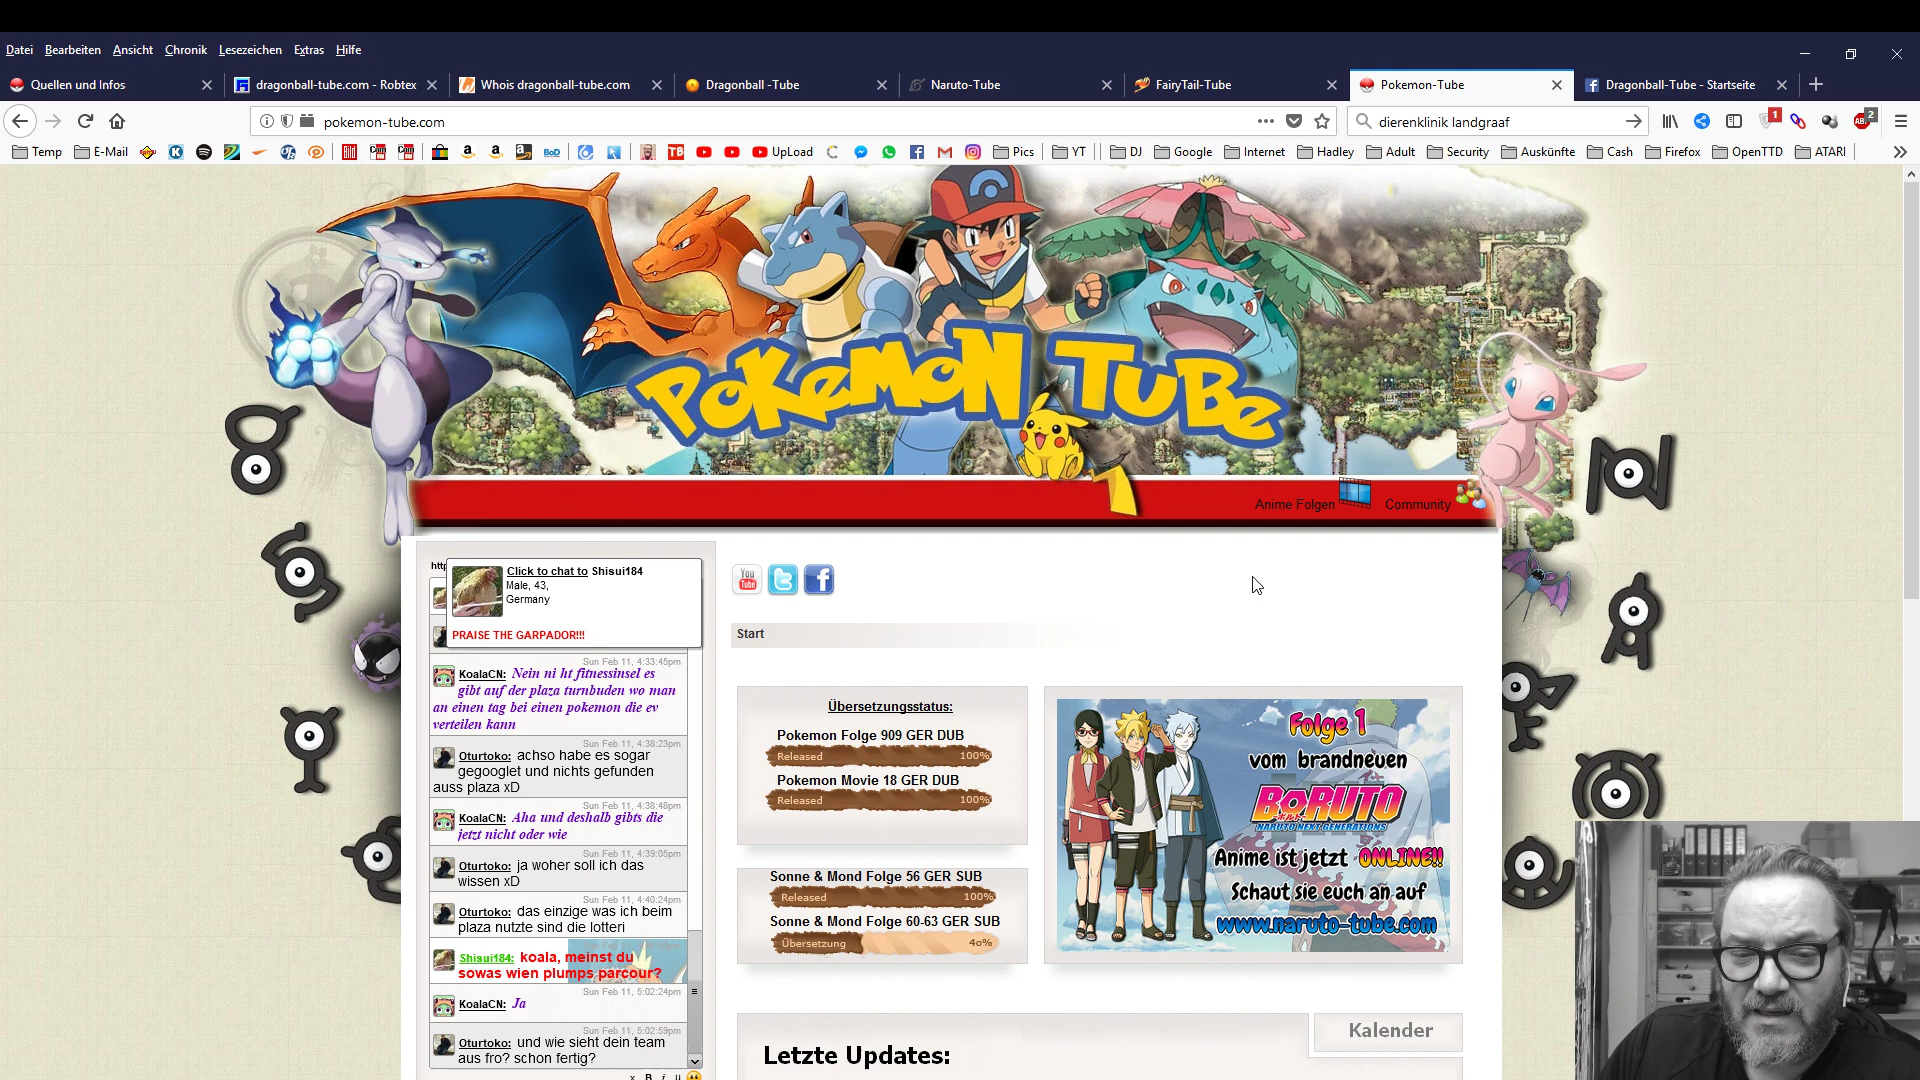 Datei Bearbeiten Ansicht Chronik Lesezeichen Extras Hilfe
Quellen und Infos dragonball-tube.com - Robtex Whois dragonball-tube.com Dragonball -Tube Naruto-Tube FairyTail-Tube Pokemon-Tube Dragonball-Tube - Startseite
pokemon-tube.com dierenklinik landgraaf 1 ABP 2
Temp E-Mail BoD UpLoad Pics YT DJ Google Internet Hadley Adult Security Auskünfte Cash Firefox OpenTTD ATARI
POKEMON TUBE
Anime Folgen Community
Click to chat to Shisui184
Male, 43,
Germany
PRAISE THE GARPADOR!!!
Sun Feb 11, 4:33:45pm
KoalaCN: Nein ni ht fitnessinsel es
gibt auf der plaza turnbuden wo man
an einen tag bei einen pokemon die ev
verteilen kann
Sun Feb 11, 4:38:23pm
Oturtoko: achso habe es sogar
gegooglet und nichts gefunden
auss plaza xD
Sun Feb 11, 4:38:48pm
KoalaCN: Aha und deshalb gibts die
jetzt nicht oder wie
Sun Feb 11, 4:39:05pm
Oturtoko: ja woher soll ich das
wissen xD
Sun Feb 11, 4:40:24pm
Oturtoko: das einzige was ich beim
plaza nutzte sind die lotteri
Shisui184: koala, meinst du
sowas wien plumps parcour?
Sun Feb 11, 5:02:24pm
KoalaCN: Ja
Sun Feb 11, 5:02:59pm
Oturtoko: und wie sieht dein team
aus fro? schon fertig?
x B i u
You Tube
Start
Übersetzungsstatus:
Pokemon Folge 909 GER DUB
Released 100%
Pokemon Movie 18 GER DUB
Released 100%
Sonne & Mond Folge 56 GER SUB
Released 100%
Sonne & Mond Folge 60-63 GER SUB
Übersetzung 40%
Folge 1
vom brandneuen
BORUTO
NARUTO NEXT GENERATIONS
Anime ist jetzt ONLINE!!
Schaut sie euch an auf
www.naruto-tube.com
Letzte Updates:
Kalender